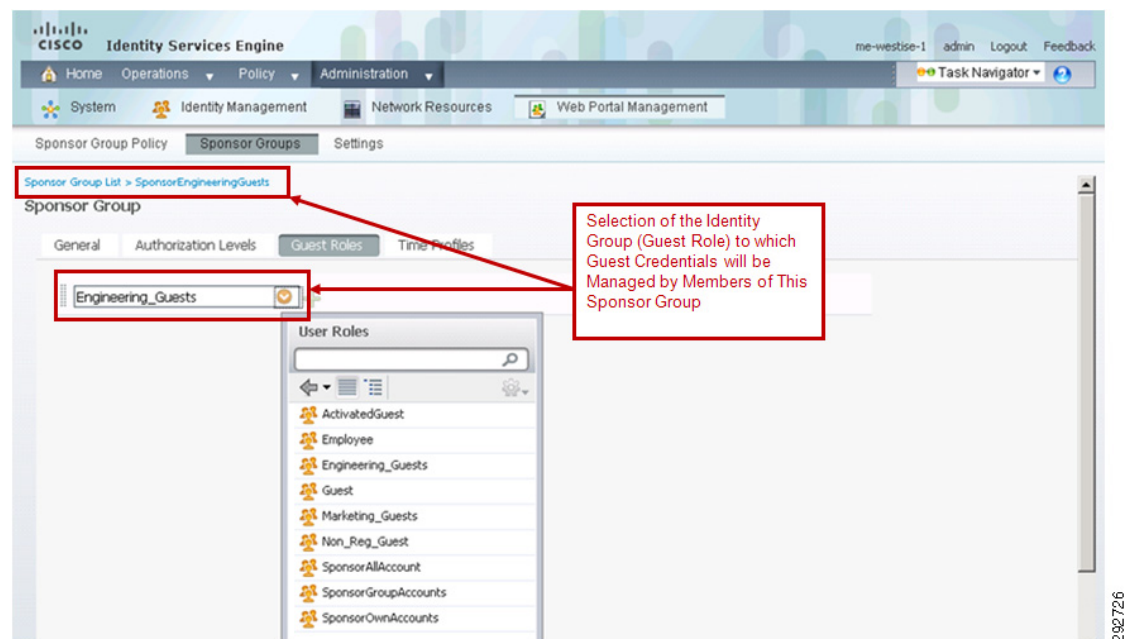 cisco Identity Services Engine
me-westise-1 admin Logout Feedback
Home Operations Policy Administration
Task Navigator
System Identity Management Network Resources Web Portal Management
Sponsor Group Policy Sponsor Groups Settings
Sponsor Group List > SponsorEngineeringGuests
Sponsor Group
General Authorization Levels Guest Roles Time Profiles
Selection of the Identity
Group (Guest Role) to which
Guest Credentials will be
Managed by Members of This
Sponsor Group
Engineering_Guests
User Roles
ActivatedGuest
Employee
Engineering_Guests
Guest
Marketing_Guests
Non_Reg_Guest
SponsorAllAccount
SponsorGroupAccounts
SponsorOwnAccounts
292726